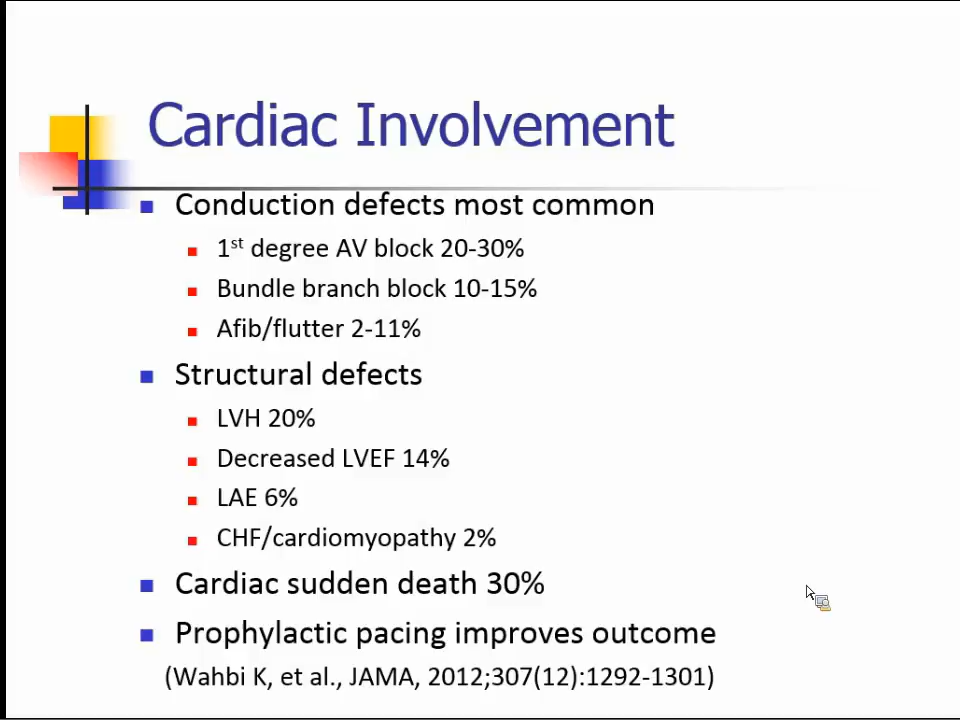 Cardiac Involvement
Conduction defects most common
1st degree AV block 20-30%
Bundle branch block 10-15%
Afib/flutter 2-11%
Structural defects
LVH 20%
Decreased LVEF 14%
LAE 6%
CHF/cardiomyopathy 2%
Cardiac sudden death 30%
Prophylactic pacing improves outcome
(Wahbi K, et al., JAMA, 2012;307(12):1292-1301)